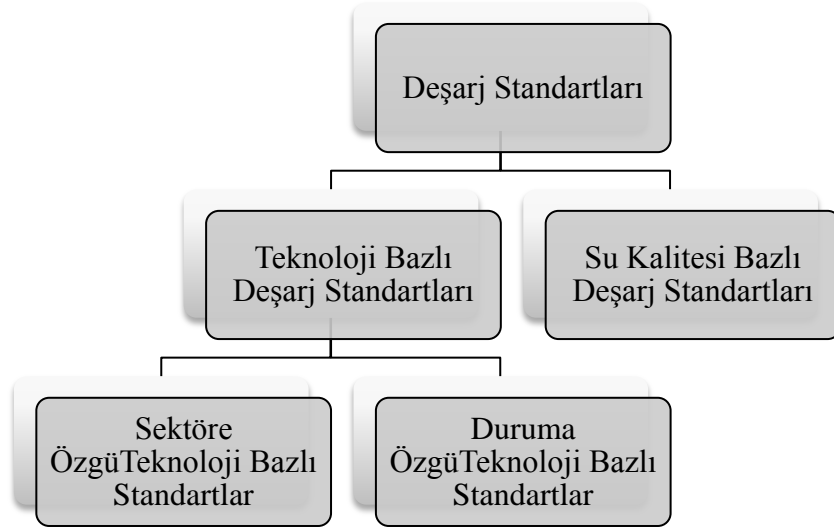 Deşarj Standartları
Teknoloji Bazlı
Deşarj Standartları
Su Kalitesi Bazlı
Deşarj Standartları
Sektöre
ÖzgüTeknoloji Bazlı
Standartlar
Duruma
ÖzgüTeknoloji Bazlı
Standartlar